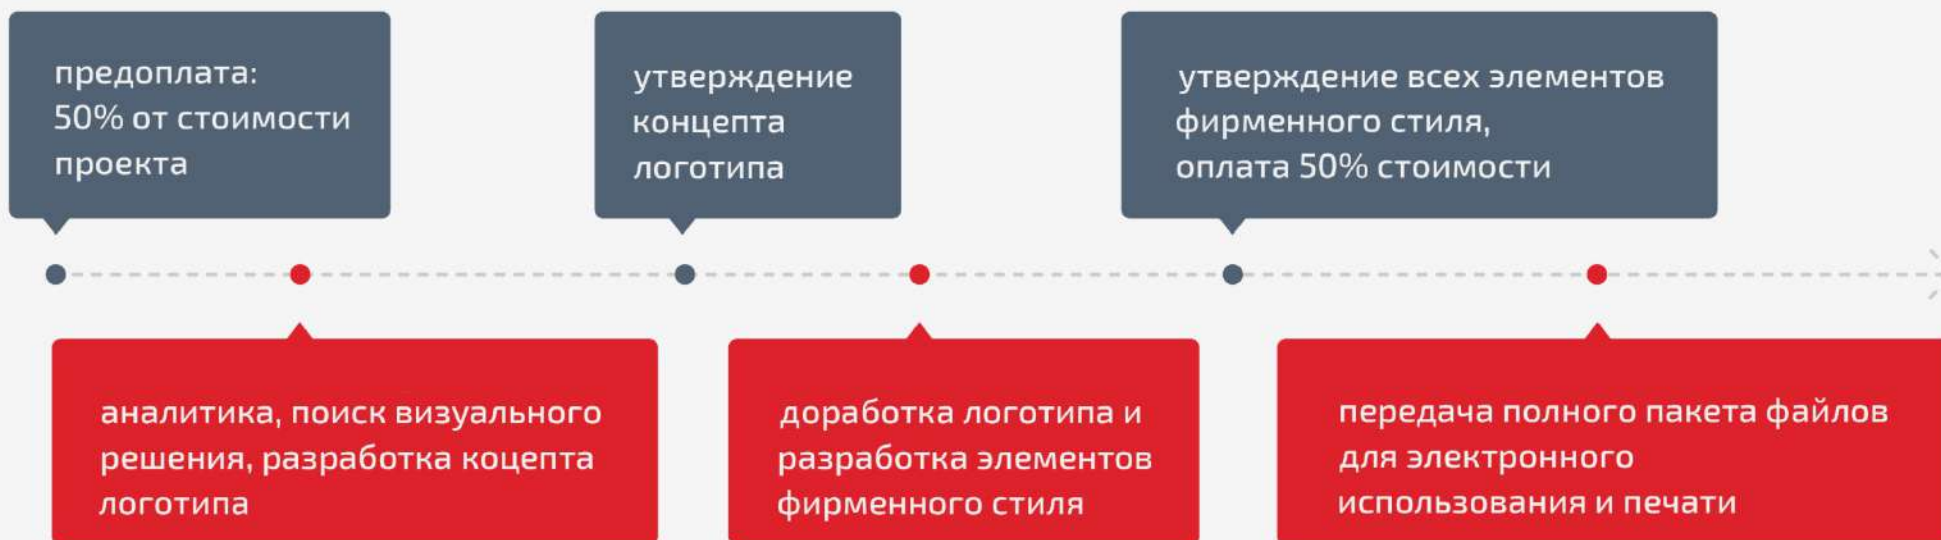 предоплата:
50% от стоимости
проекта
утверждение
концепта
логотипа
утверждение всех элементов
фирменного стиля,
оплата 50% стоимости
аналитика, поиск визуального
решения, разработка коцепта
логотипа
доработка логотипа и
разработка элементов
фирменного стиля
передача полного пакета файлов
для электронного
использования и печати